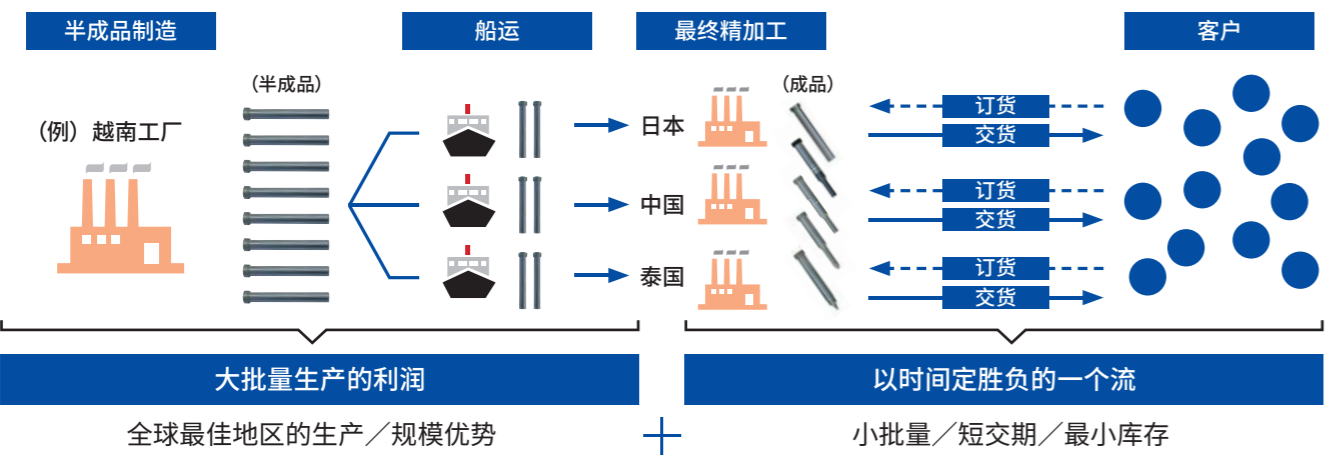 半成品制造
船运
最终精加工
客户
（半成品）
（成品）
（例）越南工厂
日本
订货
交货
中国
订货
交货
泰国
订货
交货
大批量生产的利润
以时间定胜负的一个流
全球最佳地区的生产／规模优势
＋
小批量／短交期／最小库存